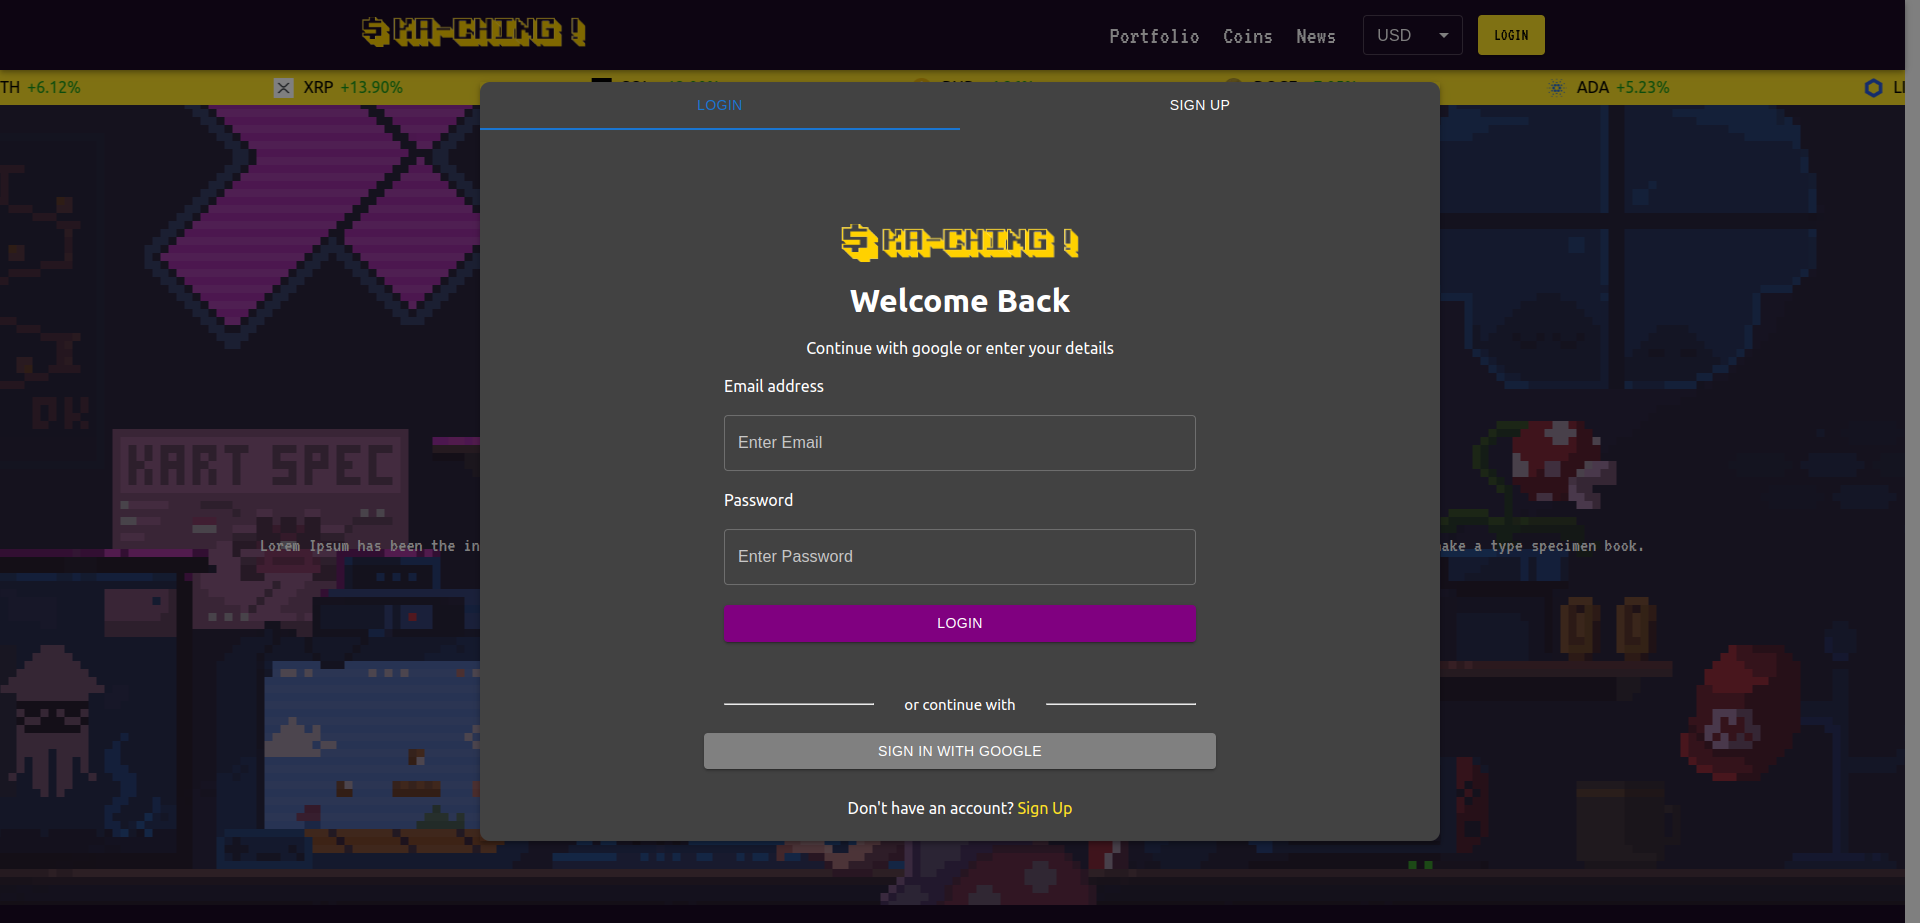 $ KA-CHING !
Portfolio Coins News USD LOGIN
TH +6.12% XRP +13.90% ADA +5.23% LI
LOGIN SIGN UP
$ KA-CHING !
Welcome Back
Continue with google or enter your details
Email address
Enter Email
Password
Enter Password
LOGIN
or continue with
SIGN IN WITH GOOGLE
Don't have an account? Sign Up
DK
KART SPEC
Lorem Ipsum has been the in
ake a type specimen book.